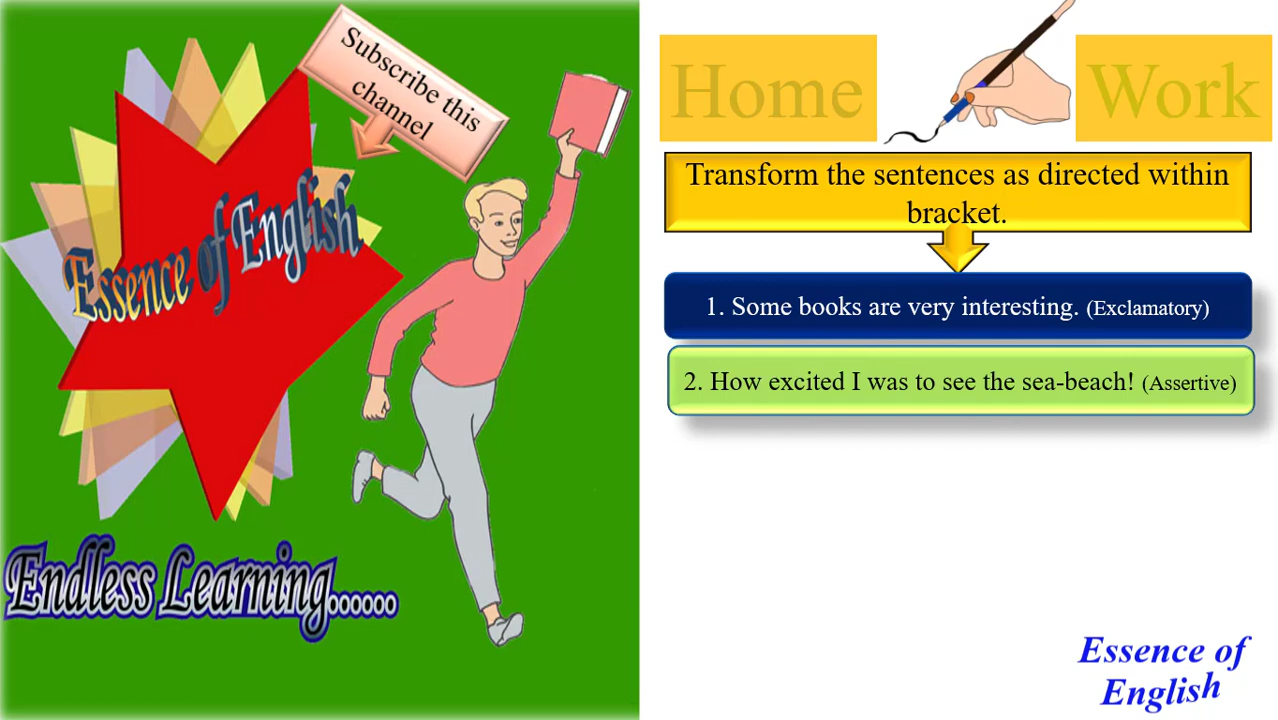 Subscribe this
channel
Essence of English
Endless Learning......
Home Work
Transform the sentences as directed within
bracket.
1. Some books are very interesting. (Exclamatory)
2. How excited I was to see the sea-beach! (Assertive)
Essence of
English